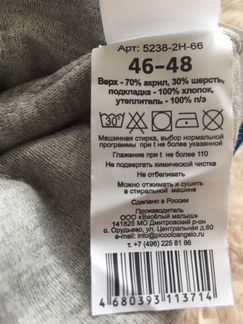 Арт: 5238-2Н-66
46-48
Верх - 70% акрил, 30% шерсть,
подкладка - 100% хлопок,
утеплитель - 100% п/э
Машинная стирка, выбор нормальной
программы при t не более указанной
Глажение при t не более 110
Не подвергать химической чистке
Не отбеливать
Можно отжимать и сушить
в стиральной машине
Сделано в России
Производитель
ООО «Весёлый малыш»
141825 МО Дмитровский р-он
с. Орудьево, ул. Центральная д.60
e-mail: info@piccoloangelo.ru
т. +7 (496) 225 81 86
4 680393 113714